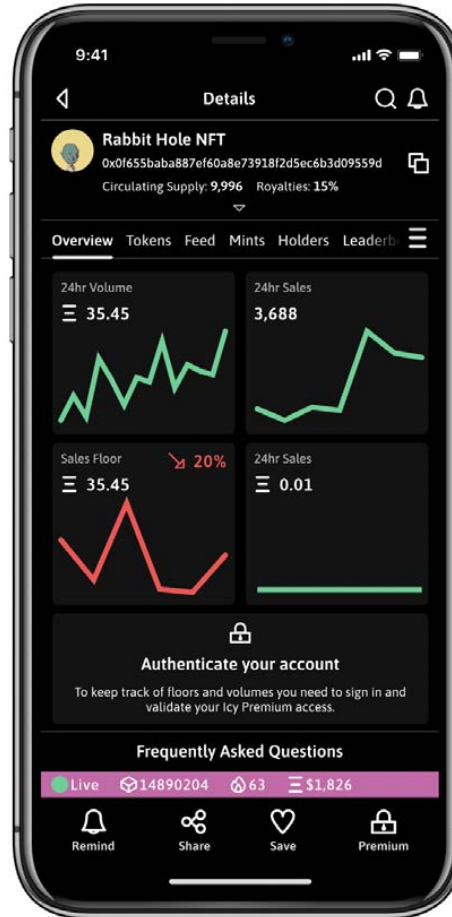 9:41
Details
Rabbit Hole NFT
0x0f655baba887ef60a8e73918f2d5ec6b3d09559d
Circulating Supply: 9,996 Royalties: 15%
Overview Tokens Feed Mints Holders Leaderb
24hr Volume
Ξ 35.45
24hr Sales
3,688
Sales Floor
20%
Ξ 35.45
24hr Sales
Ξ 0.01
Authenticate your account
To keep track of floors and volumes you need to sign in and
validate your Icy Premium access.
Frequently Asked Questions
Live 14890204 63 Ξ $1,826
Remind Share Save Premium